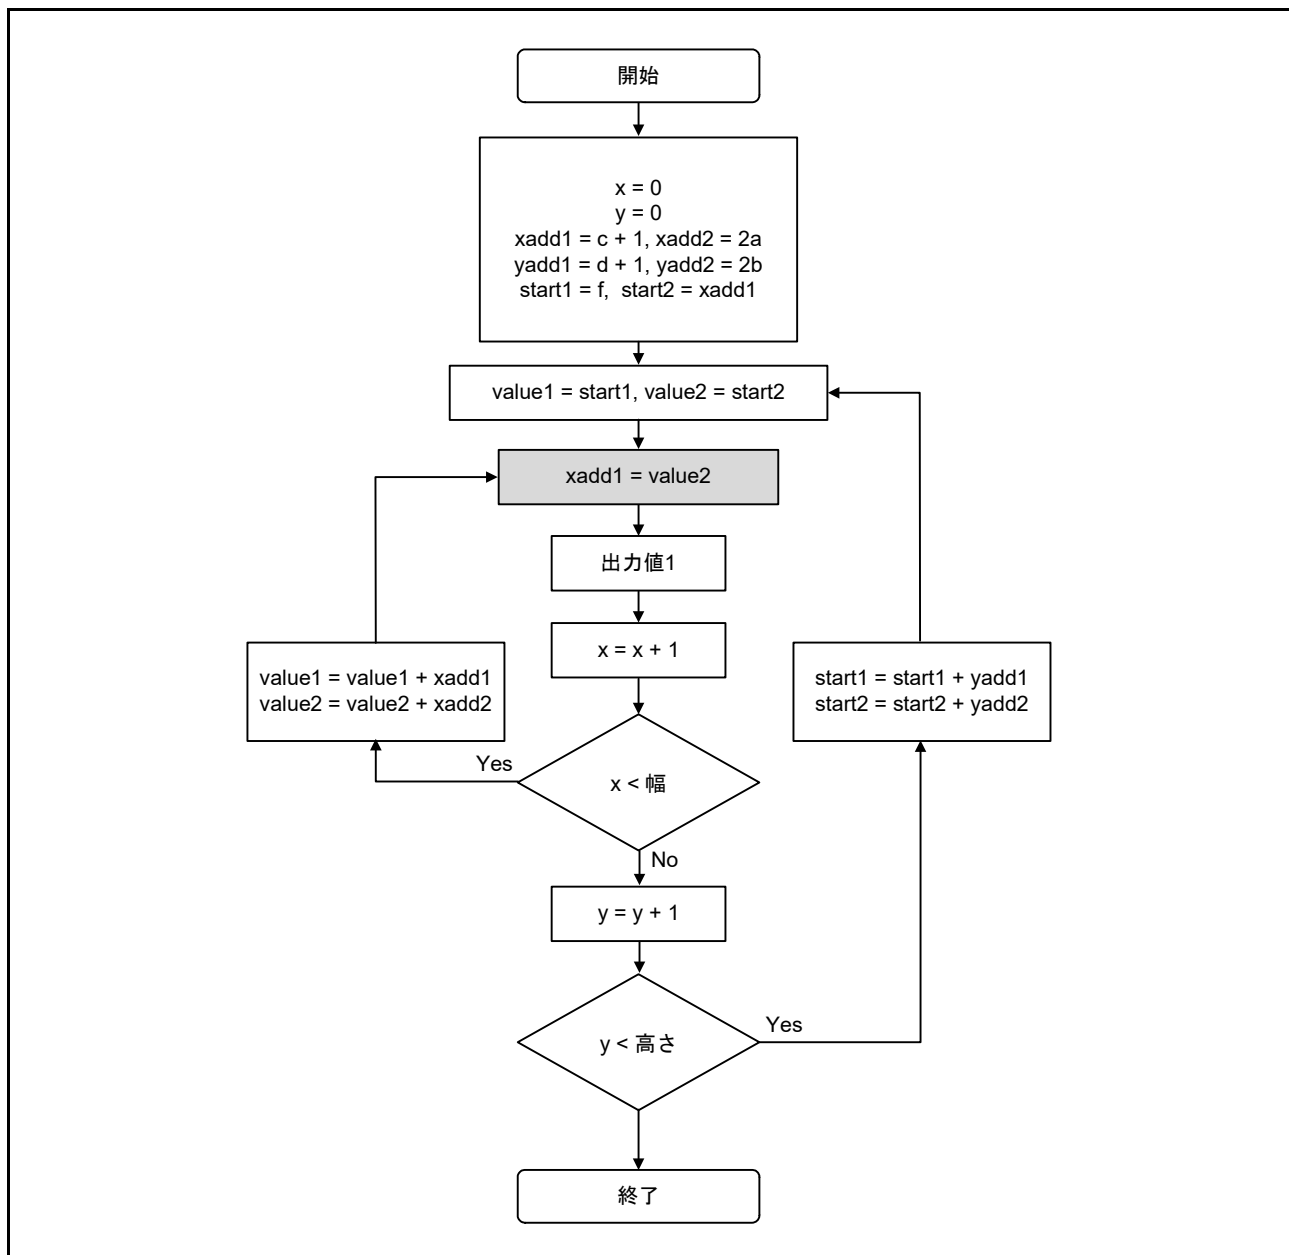 開始
x = 0
y = 0
xadd1 = c + 1, xadd2 = 2a
yadd1 = d + 1, yadd2 = 2b
start1 = f,  start2 = xadd1
value1 = start1, value2 = start2
xadd1 = value2
出力値1
x = x + 1
value1 = value1 + xadd1
value2 = value2 + xadd2
start1 = start1 + yadd1
start2 = start2 + yadd2
Yes
x < 幅
No
y = y + 1
Yes
y < 高さ
終了